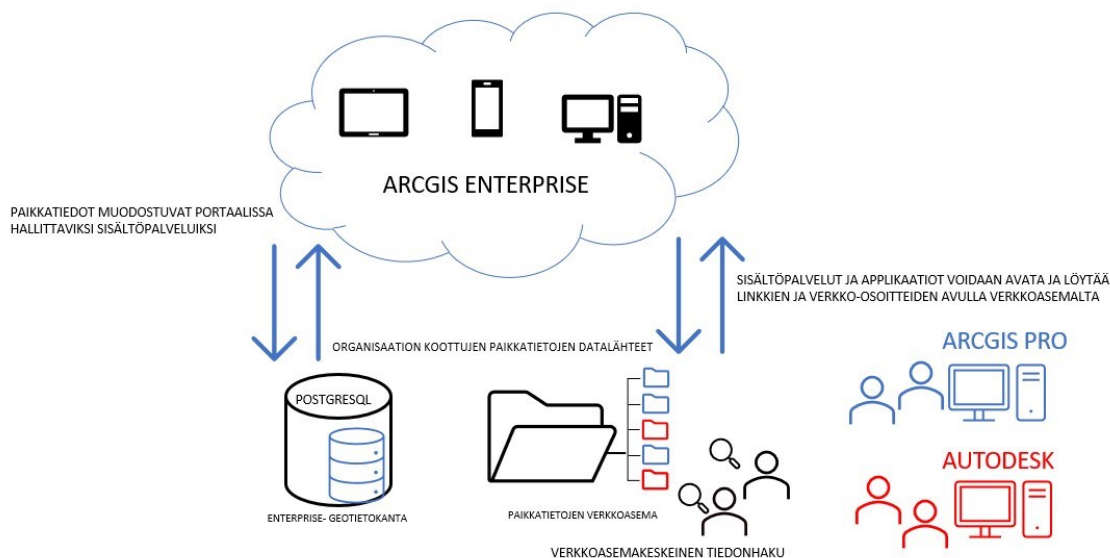 ARCGIS ENTERPRISE
PAIKKATIEDOT MUODOSTUVAT PORTAALISSA
HALLITTAVIKSI SISÄLTÖPALVELUIKSI
SISÄLTÖPALVELUT JA APPLIKAATIOT VOIDAAN AVATA JA LÖYTÄÄ
LINKKIEN JA VERKKO-OSOITTEIDEN AVULLA VERKKOASEMALTA
ORGANISAATION KOOTTUJEN PAIKKATIETOJEN DATALÄHTEET
ARCGIS PRO
POSTGRESQL
AUTODESK
ENTERPRISE- GEOTIETOKANTA
PAIKKATIETOJEN VERKKOASEMA
VERKKOASEMAKESKEINEN TIEDONHAKU